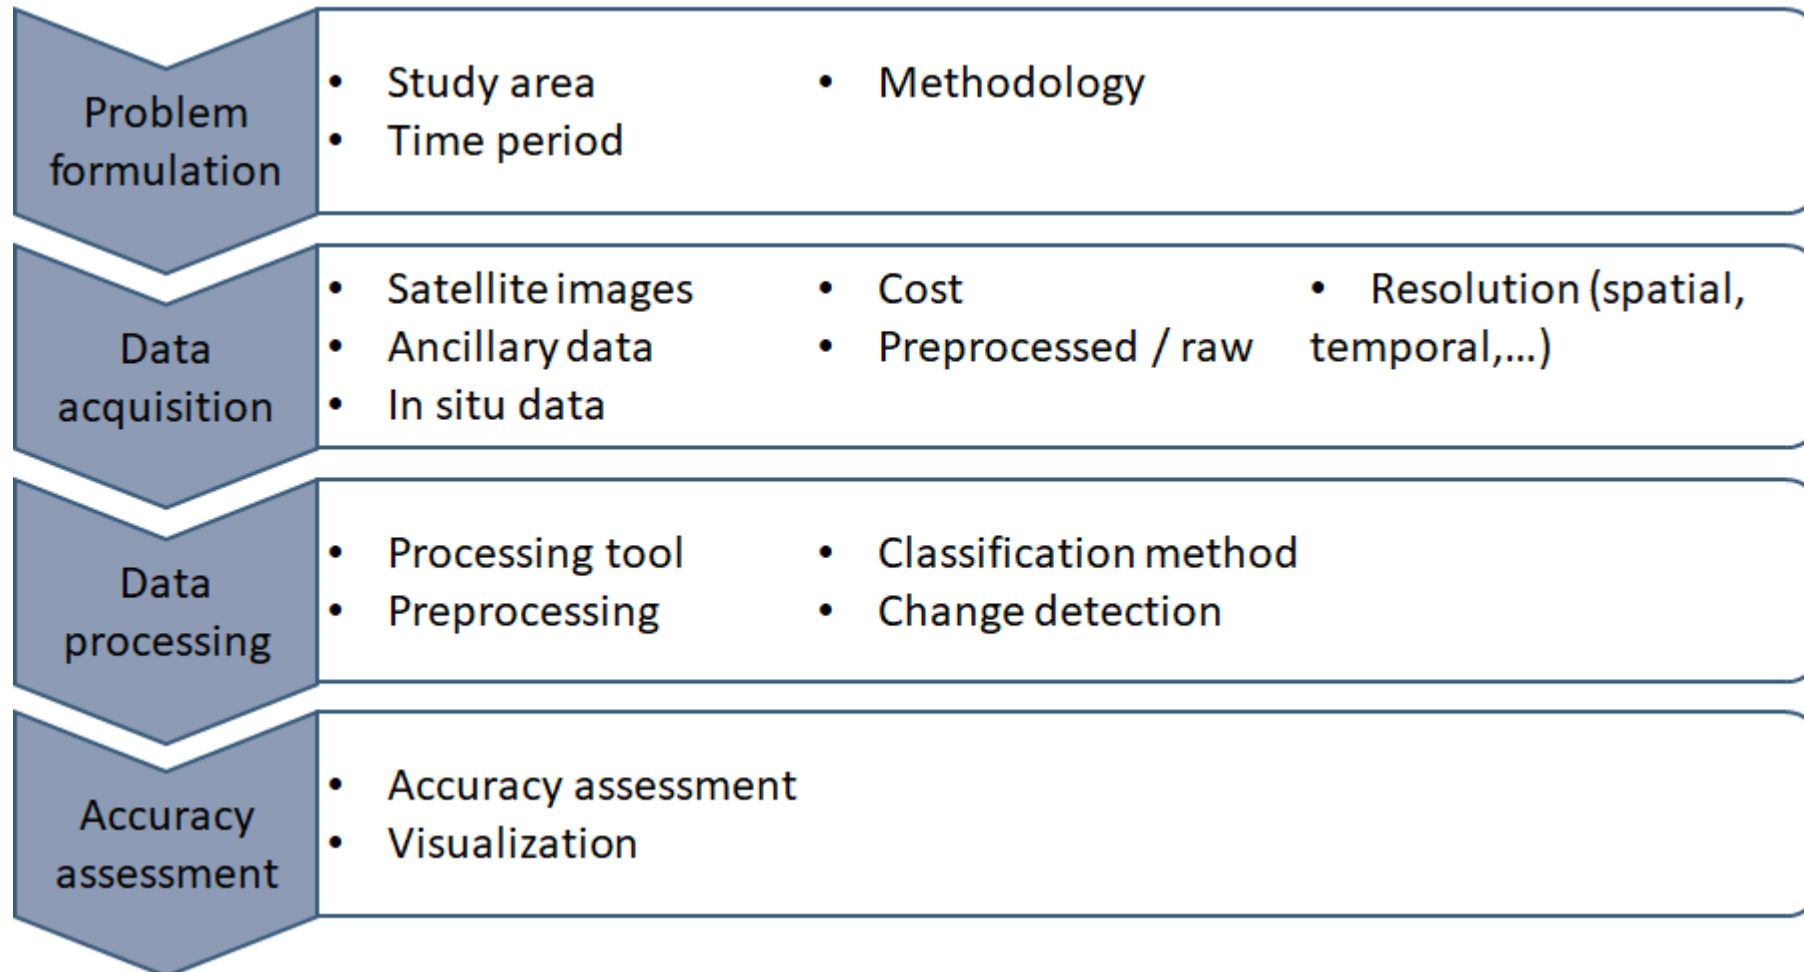 Problem
formulation
• Study area
• Time period
• Methodology
Data
acquisition
• Satellite images
• Ancillary data
• In situ data
• Cost
• Preprocessed / raw
• Resolution (spatial,
temporal,...)
Data
processing
• Processing tool
• Preprocessing
• Classification method
• Change detection
Accuracy
assessment
• Accuracy assessment
• Visualization